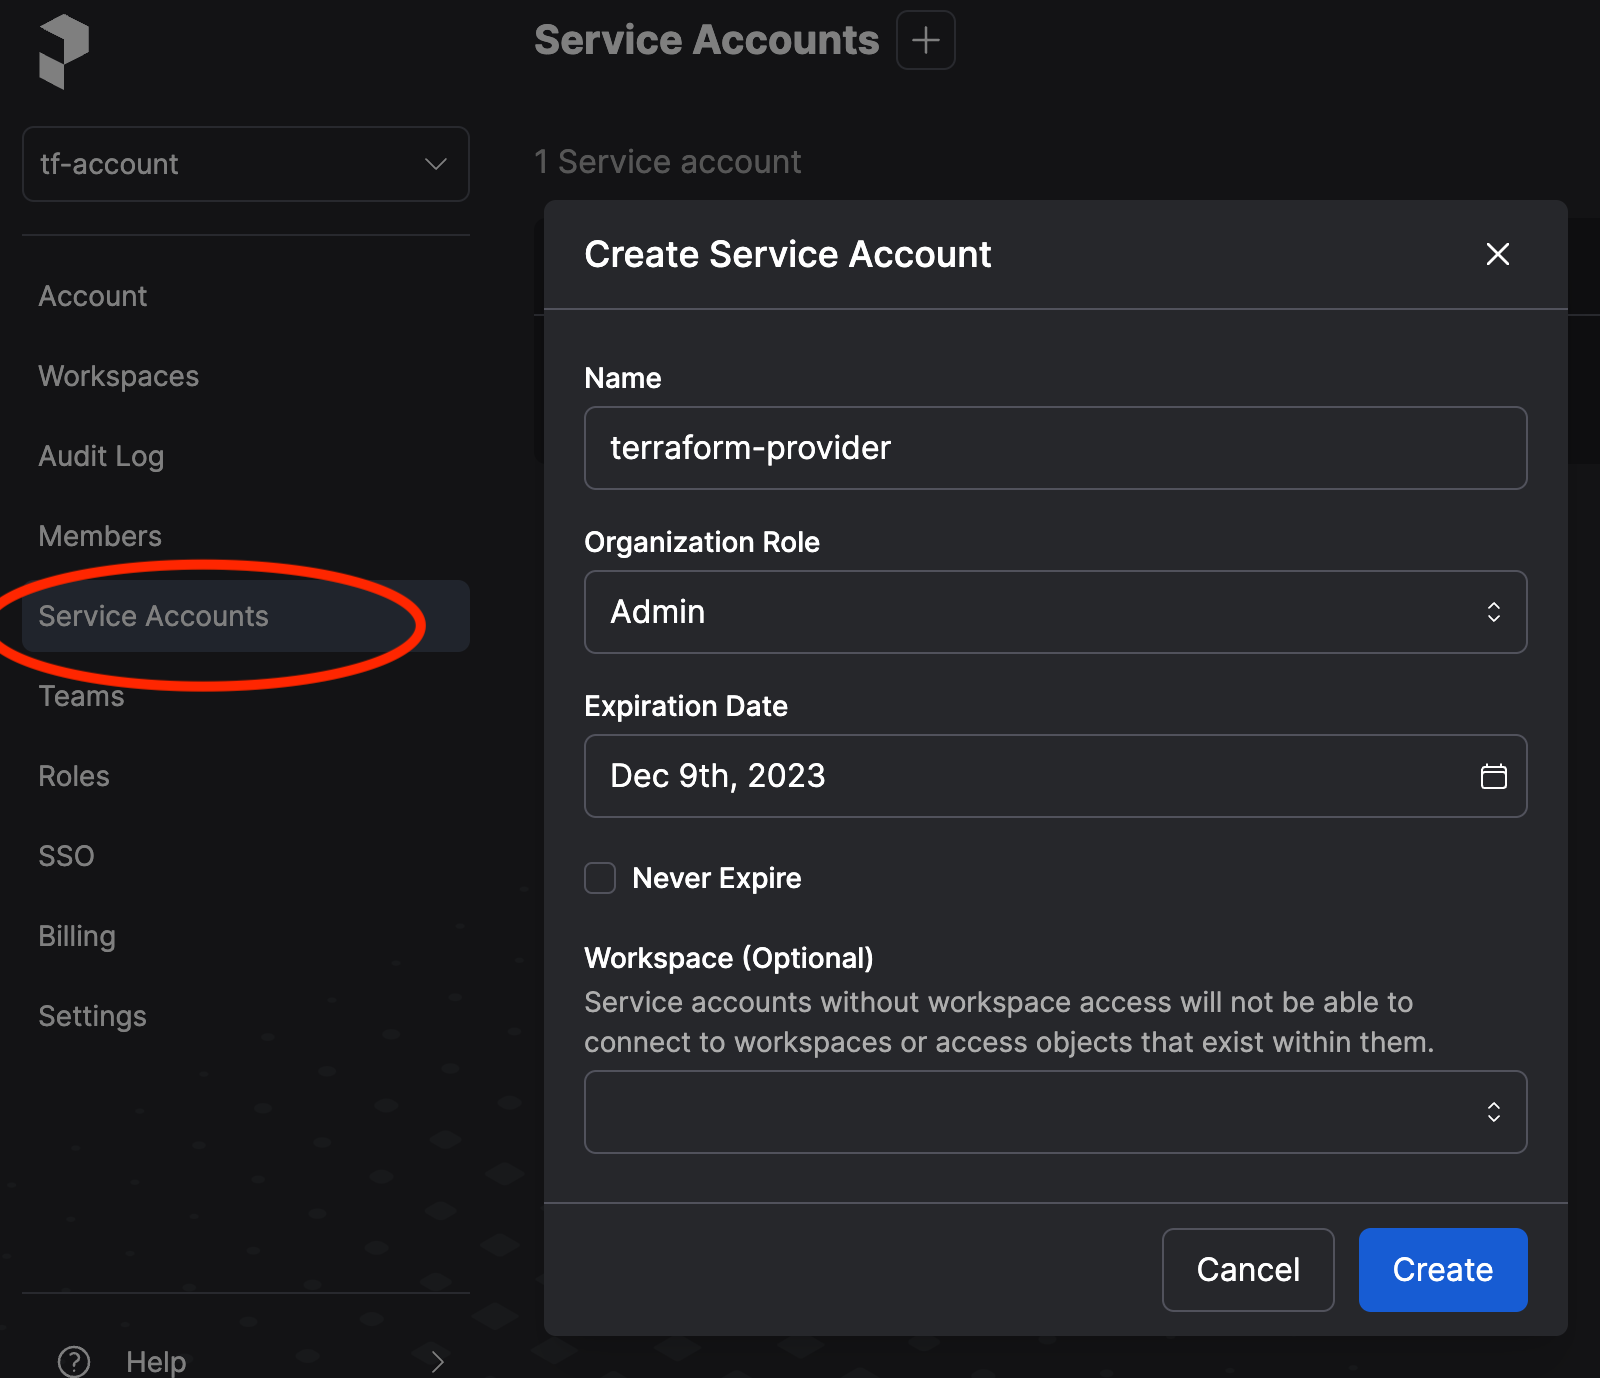 Service Accounts
tf-account
1 Service account
Account
Workspaces
Audit Log
Members
Service Accounts
Teams
Roles
SSO
Billing
Settings
? Help
Create Service Account
Name
terraform-provider
Organization Role
Admin
Expiration Date
Dec 9th, 2023
Never Expire
Workspace (Optional)
Service accounts without workspace access will not be able to
connect to workspaces or access objects that exist within them.
Cancel
Create